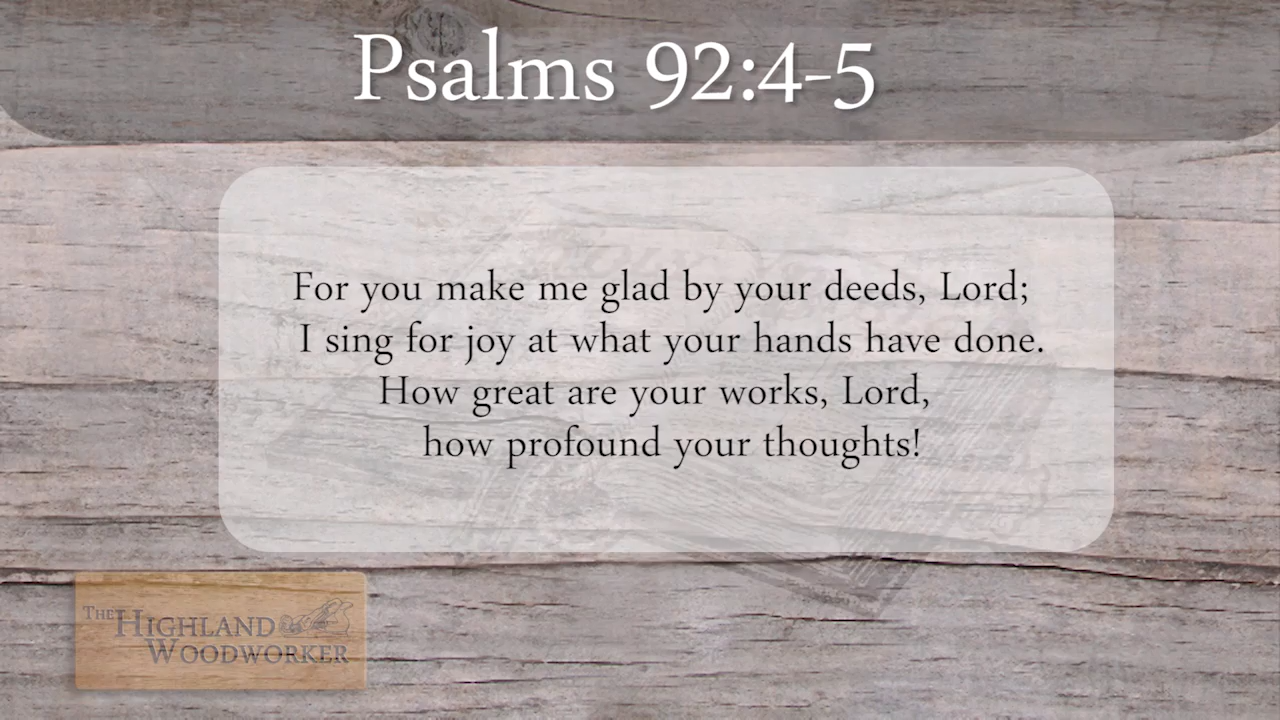 Psalms 92:4-5
For you make me glad by your deeds, Lord;
I sing for joy at what your hands have done.
How great are your works, Lord,
how profound your thoughts!
THE HIGHLAND
WOODWORKER